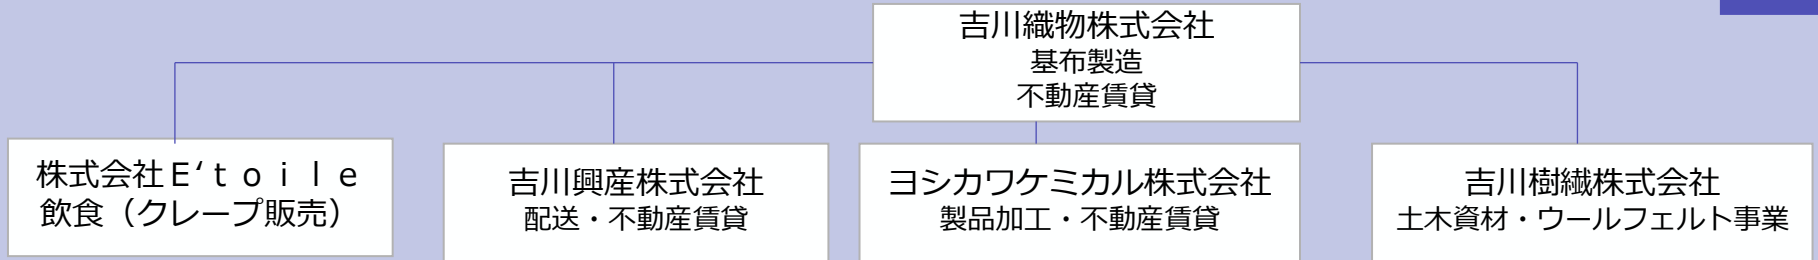 吉川織物株式会社
基布製造
不動産賃貸
株式会社E‘ｔｏｉｌｅ
飲食（クレープ販売）
吉川興産株式会社
配送・不動産賃貸
ヨシカワケミカル株式会社
製品加工・不動産賃貸
吉川樹繊株式会社
土木資材・ウールフェルト事業